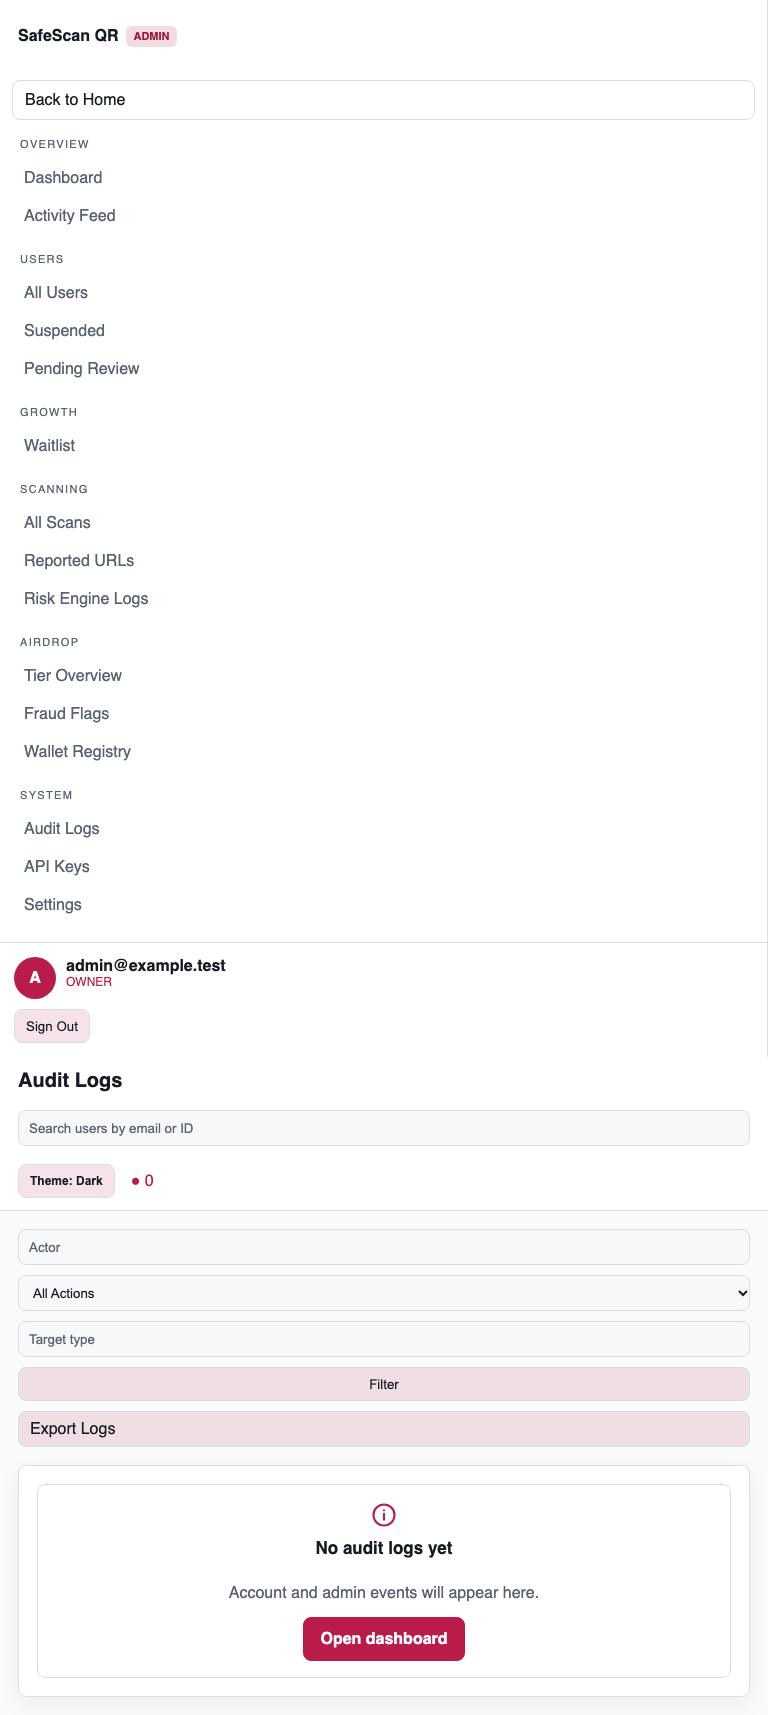 SafeScan QR ADMIN
Back to Home
OVERVIEW
Dashboard
Activity Feed
USERS
All Users
Suspended
Pending Review
GROWTH
Waitlist
SCANNING
All Scans
Reported URLs
Risk Engine Logs
AIRDROP
Tier Overview
Fraud Flags
Wallet Registry
SYSTEM
Audit Logs
API Keys
Settings
A
admin@example.test
OWNER
Sign Out
Audit Logs
Search users by email or ID
Theme: Dark
0
Actor
All Actions
Target type
Filter
Export Logs
No audit logs yet
Account and admin events will appear here.
Open dashboard